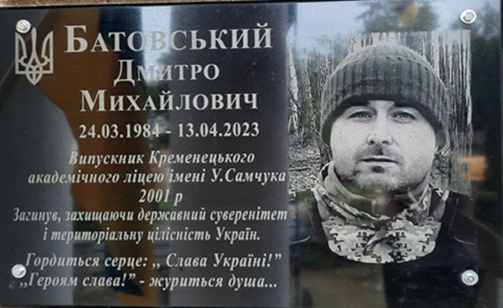 БАТОВСЬКИЙ
ДМИТРО
МИХАЙЛОВИЧ
24.03.1984 - 13.04.2023
Випускник Кременецького
академічного ліцею імені У.Самчука
2001 р
Загинув, захищаючи державний суверенітет
і територіальну цілісність Україн.
Гордиться серце: ,, Слава Україні!”
„Героям слава!” - журиться душа...